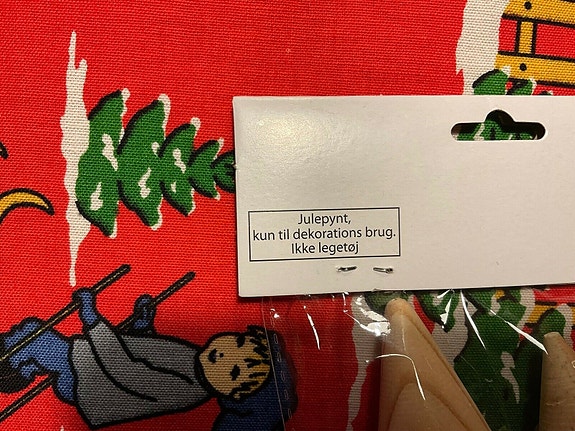 Julepynt,
kun til dekorations brug.
Ikke legetøj